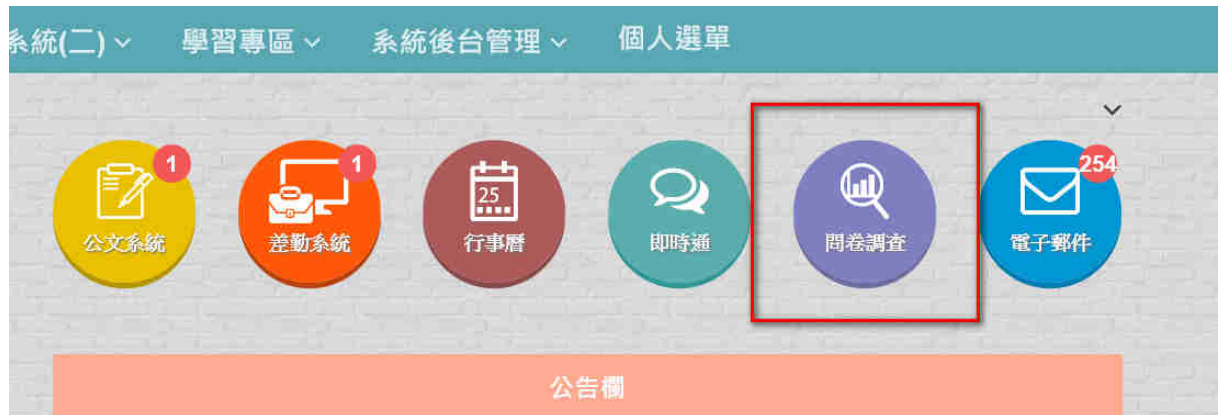 系統(二) 學習專區 系統後台管理 個人選單
1 1 254
25
公文系統 差勤系統 行事曆 即時通 問卷調查 電子郵件
公告欄